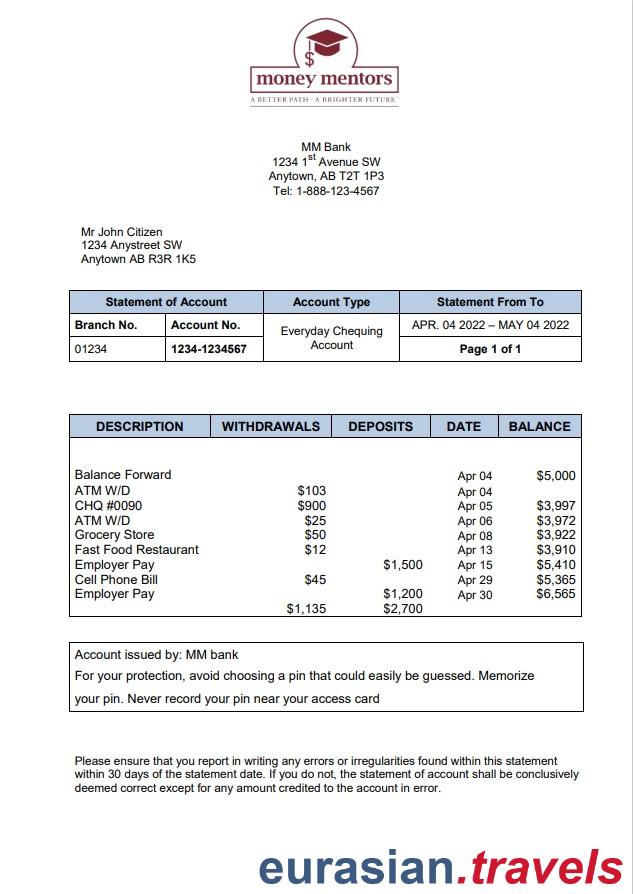 $
money mentors
A BETTER PATH · A BRIGHTER FUTURE
MM Bank
1234 1st Avenue SW
Anytown, AB T2T 1P3
Tel: 1-888-123-4567
Mr John Citizen
1234 Anystreet SW
Anytown AB R3R 1K5
Statement of Account Account Type Statement From To
Branch No. Account No. Everyday Chequing Account APR. 04 2022 – MAY 04 2022
01234 1234-1234567 Page 1 of 1
DESCRIPTION WITHDRAWALS DEPOSITS DATE BALANCE
Balance Forward Apr 04 $5,000
ATM W/D $103 Apr 04
CHQ #0090 $900 Apr 05 $3,997
ATM W/D $25 Apr 06 $3,972
Grocery Store $50 Apr 08 $3,922
Fast Food Restaurant $12 Apr 13 $3,910
Employer Pay $1,500 Apr 15 $5,410
Cell Phone Bill $45 Apr 29 $5,365
Employer Pay $1,200 Apr 30 $6,565
$1,135 $2,700
Account issued by: MM bank
For your protection, avoid choosing a pin that could easily be guessed. Memorize
your pin. Never record your pin near your access card
Please ensure that you report in writing any errors or irregularities found within this statement
within 30 days of the statement date. If you do not, the statement of account shall be conclusively
deemed correct except for any amount credited to the account in error.
eurasian.travels